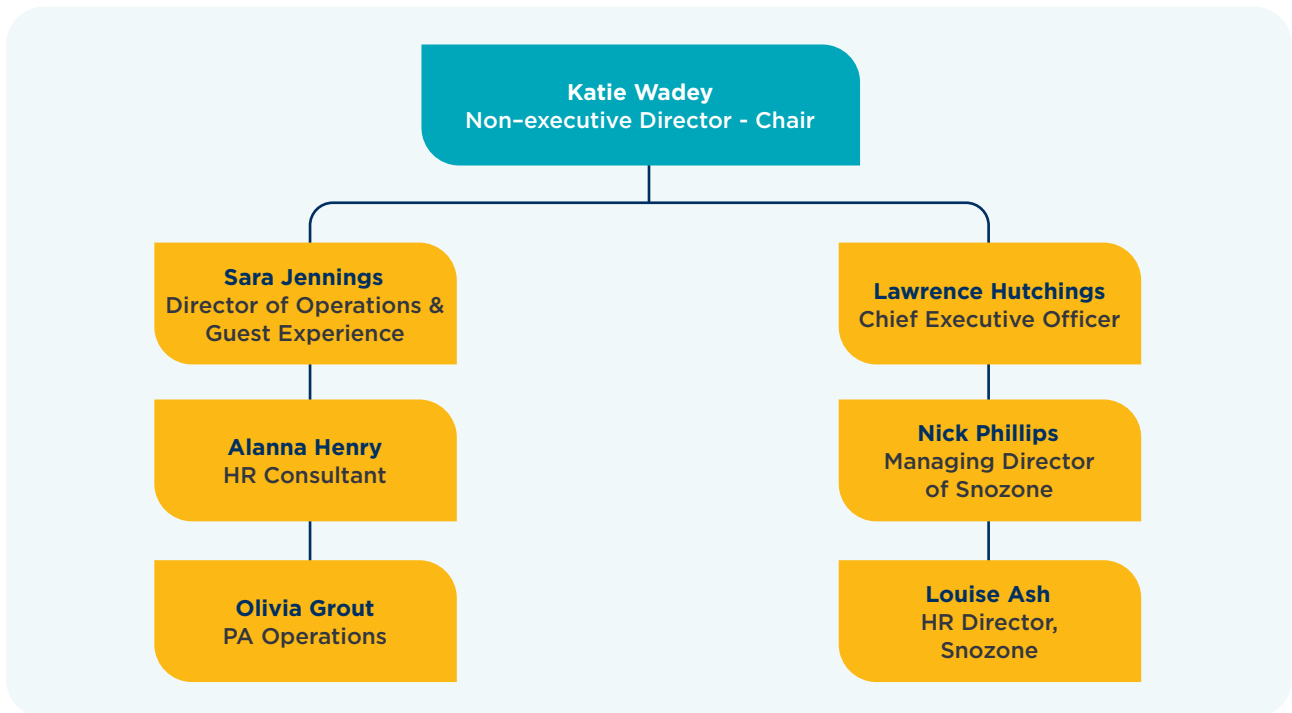 Katie Wadey
Non–executive Director - Chair
Sara Jennings
Director of Operations &
Guest Experience
Lawrence Hutchings
Chief Executive Officer
Alanna Henry
HR Consultant
Nick Phillips
Managing Director
of Snozone
Olivia Grout
PA Operations
Louise Ash
HR Director,
Snozone